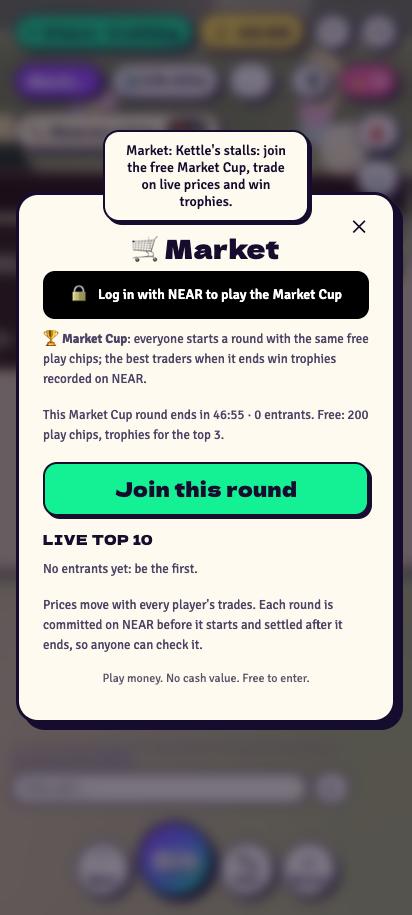 Market: Kettle's stalls: join
the free Market Cup, trade
on live prices and win
trophies.
Market
Log in with NEAR to play the Market Cup
Market Cup: everyone starts a round with the same free
play chips; the best traders when it ends win trophies
recorded on NEAR.
This Market Cup round ends in 46:55 · 0 entrants. Free: 200
play chips, trophies for the top 3.
Join this round
LIVE TOP 10
No entrants yet: be the first.
Prices move with every player's trades. Each round is
committed on NEAR before it starts and settled after it
ends, so anyone can check it.
Play money. No cash value. Free to enter.